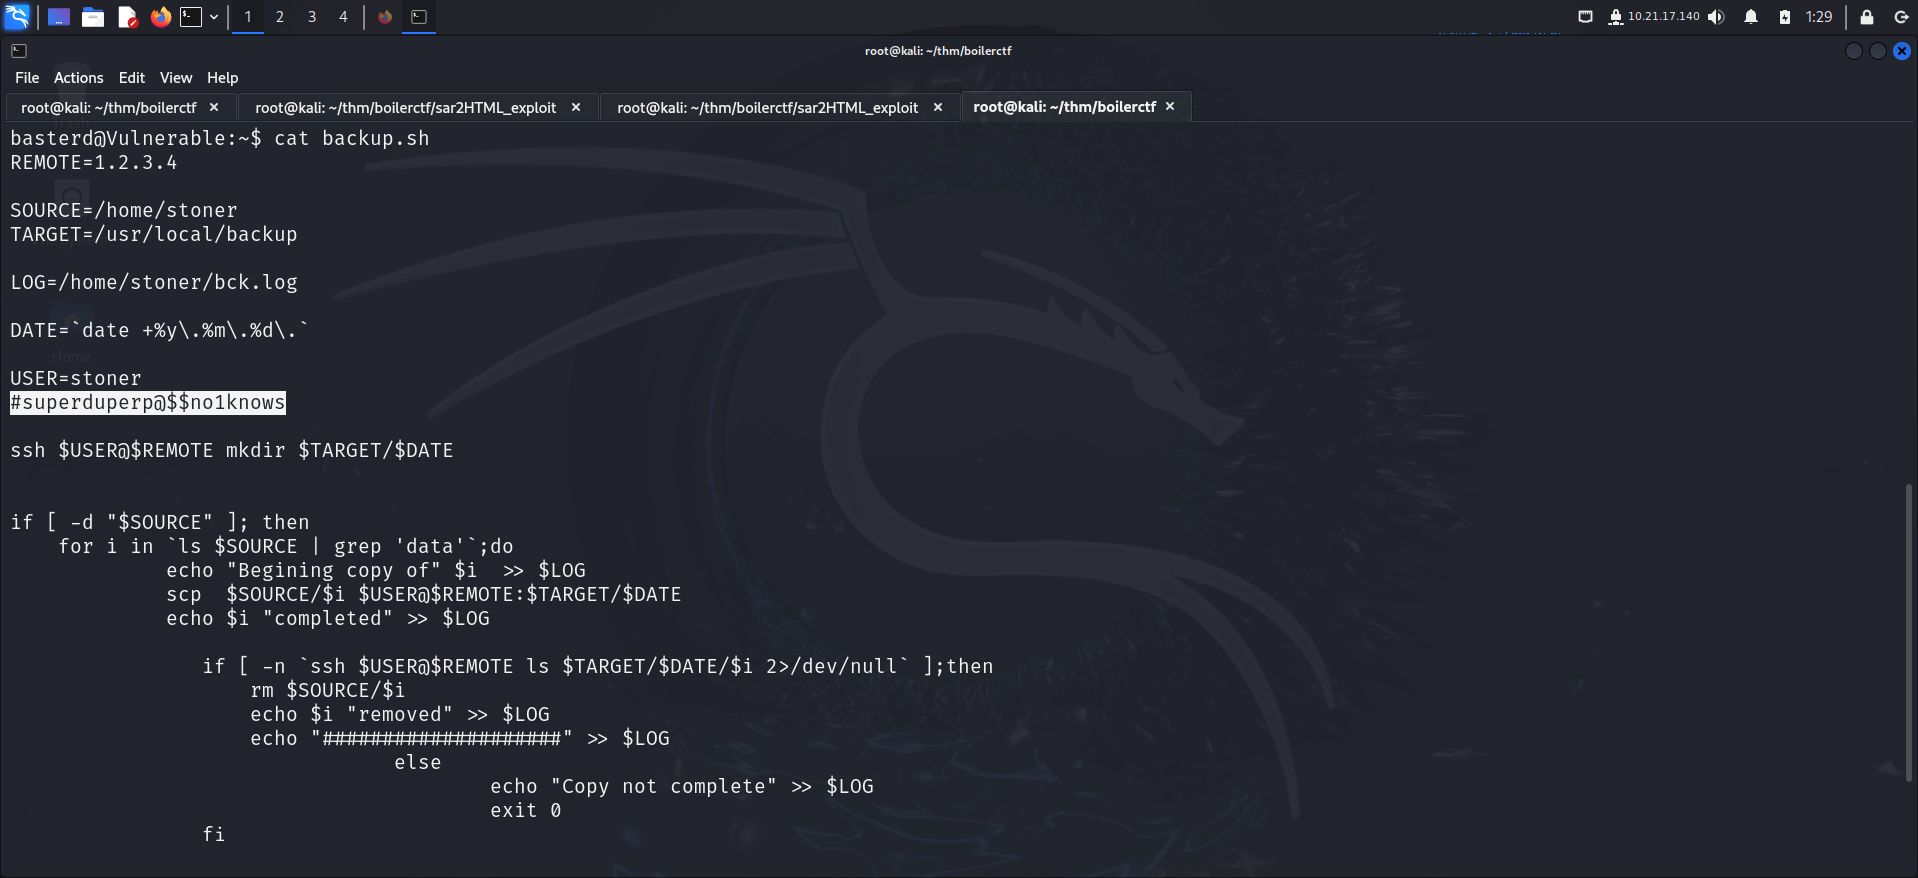 1 2 3 4 10.21.17.140 1:29
root@kali: ~/thm/boilerctf
File Actions Edit View Help
root@kali: ~/thm/boilerctf × root@kali: ~/thm/boilerctf/sar2HTML_exploit × root@kali: ~/thm/boilerctf/sar2HTML_exploit × root@kali: ~/thm/boilerctf ×
basterd@Vulnerable:~$ cat backup.sh
REMOTE=1.2.3.4
SOURCE=/home/stoner
TARGET=/usr/local/backup
LOG=/home/stoner/bck.log
DATE=`date +%y\.%m\.%d\.`
Home
USER=stoner
#superduperp@$$no1knows
ssh $USER@$REMOTE mkdir $TARGET/$DATE
if [ -d "$SOURCE" ]; then
for i in `ls $SOURCE | grep 'data'`;do
echo "Begining copy of" $i >> $LOG
scp $SOURCE/$i $USER@$REMOTE:$TARGET/$DATE
echo $i "completed" >> $LOG
if [ -n `ssh $USER@$REMOTE ls $TARGET/$DATE/$i 2>/dev/null` ];then
rm $SOURCE/$i
echo $i "removed" >> $LOG
echo "####################" >> $LOG
else
echo "Copy not complete" >> $LOG
exit 0
fi